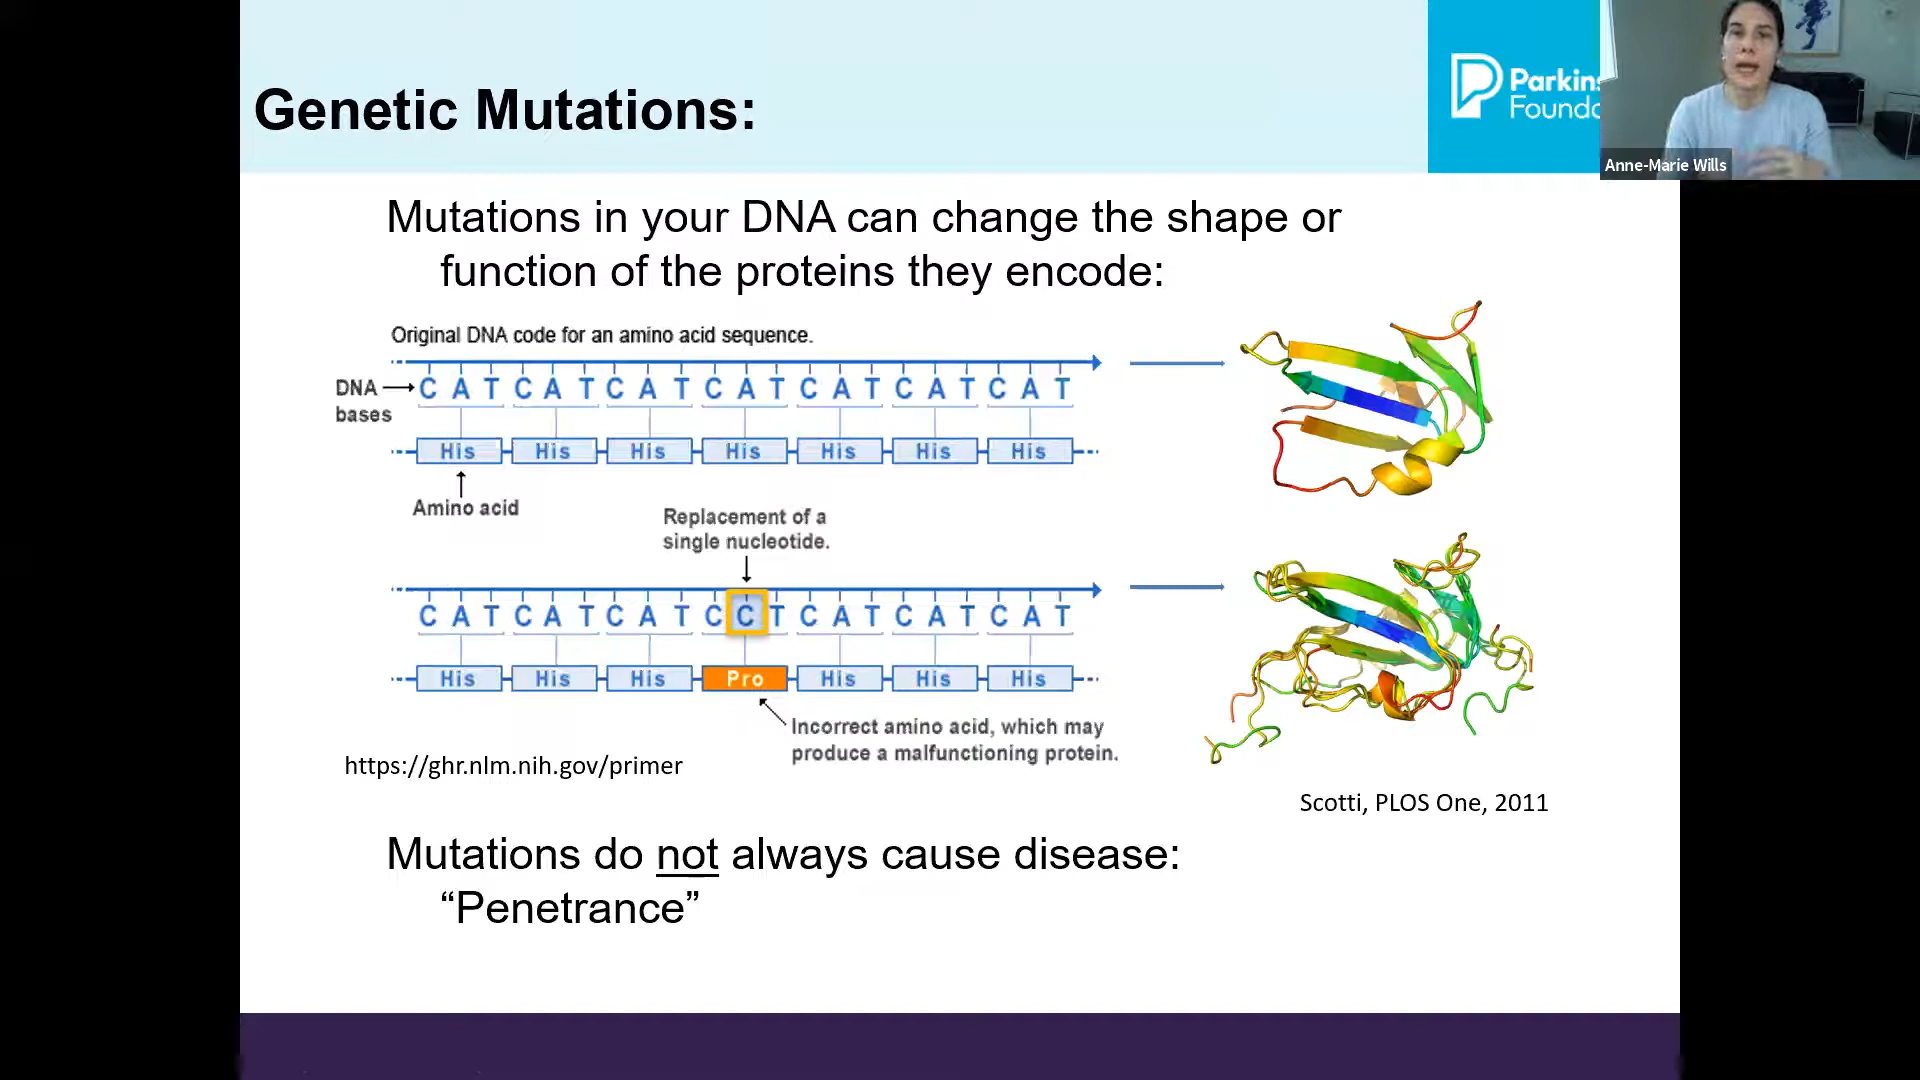 Genetic Mutations:
Parkins
Founda
Anne-Marie Wills
Mutations in your DNA can change the shape or
function of the proteins they encode:
Original DNA code for an amino acid sequence.
DNA
bases
C A T C A T C A T C A T C A T C A T C A T
His His His His His His His
Amino acid
Replacement of a
single nucleotide.
C A T C A T C A T C C T C A T C A T C A T
His His His Pro His His His
Incorrect amino acid, which may
produce a malfunctioning protein.
https://ghr.nlm.nih.gov/primer
Scotti, PLOS One, 2011
Mutations do not always cause disease:
“Penetrance”